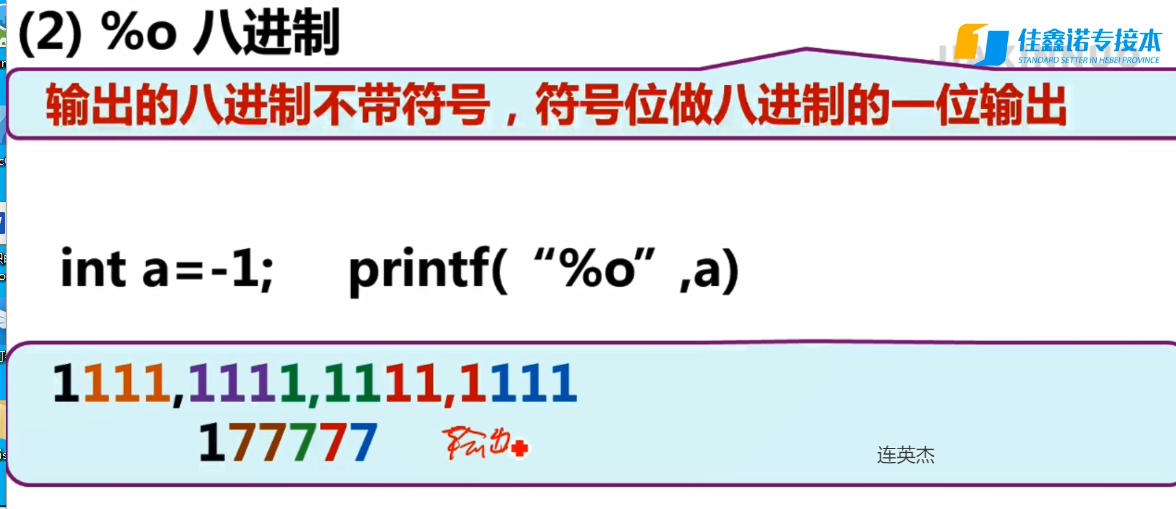 (2) %o 八进制
佳鑫诺专接本
STANDARD SETTER IN HEBEI PROVINCE
输出的八进制不带符号，符号位做八进制的一位输出
int a=-1; printf( “%o” ,a)
1111,1111,1111,1111
177777 输出
连英杰